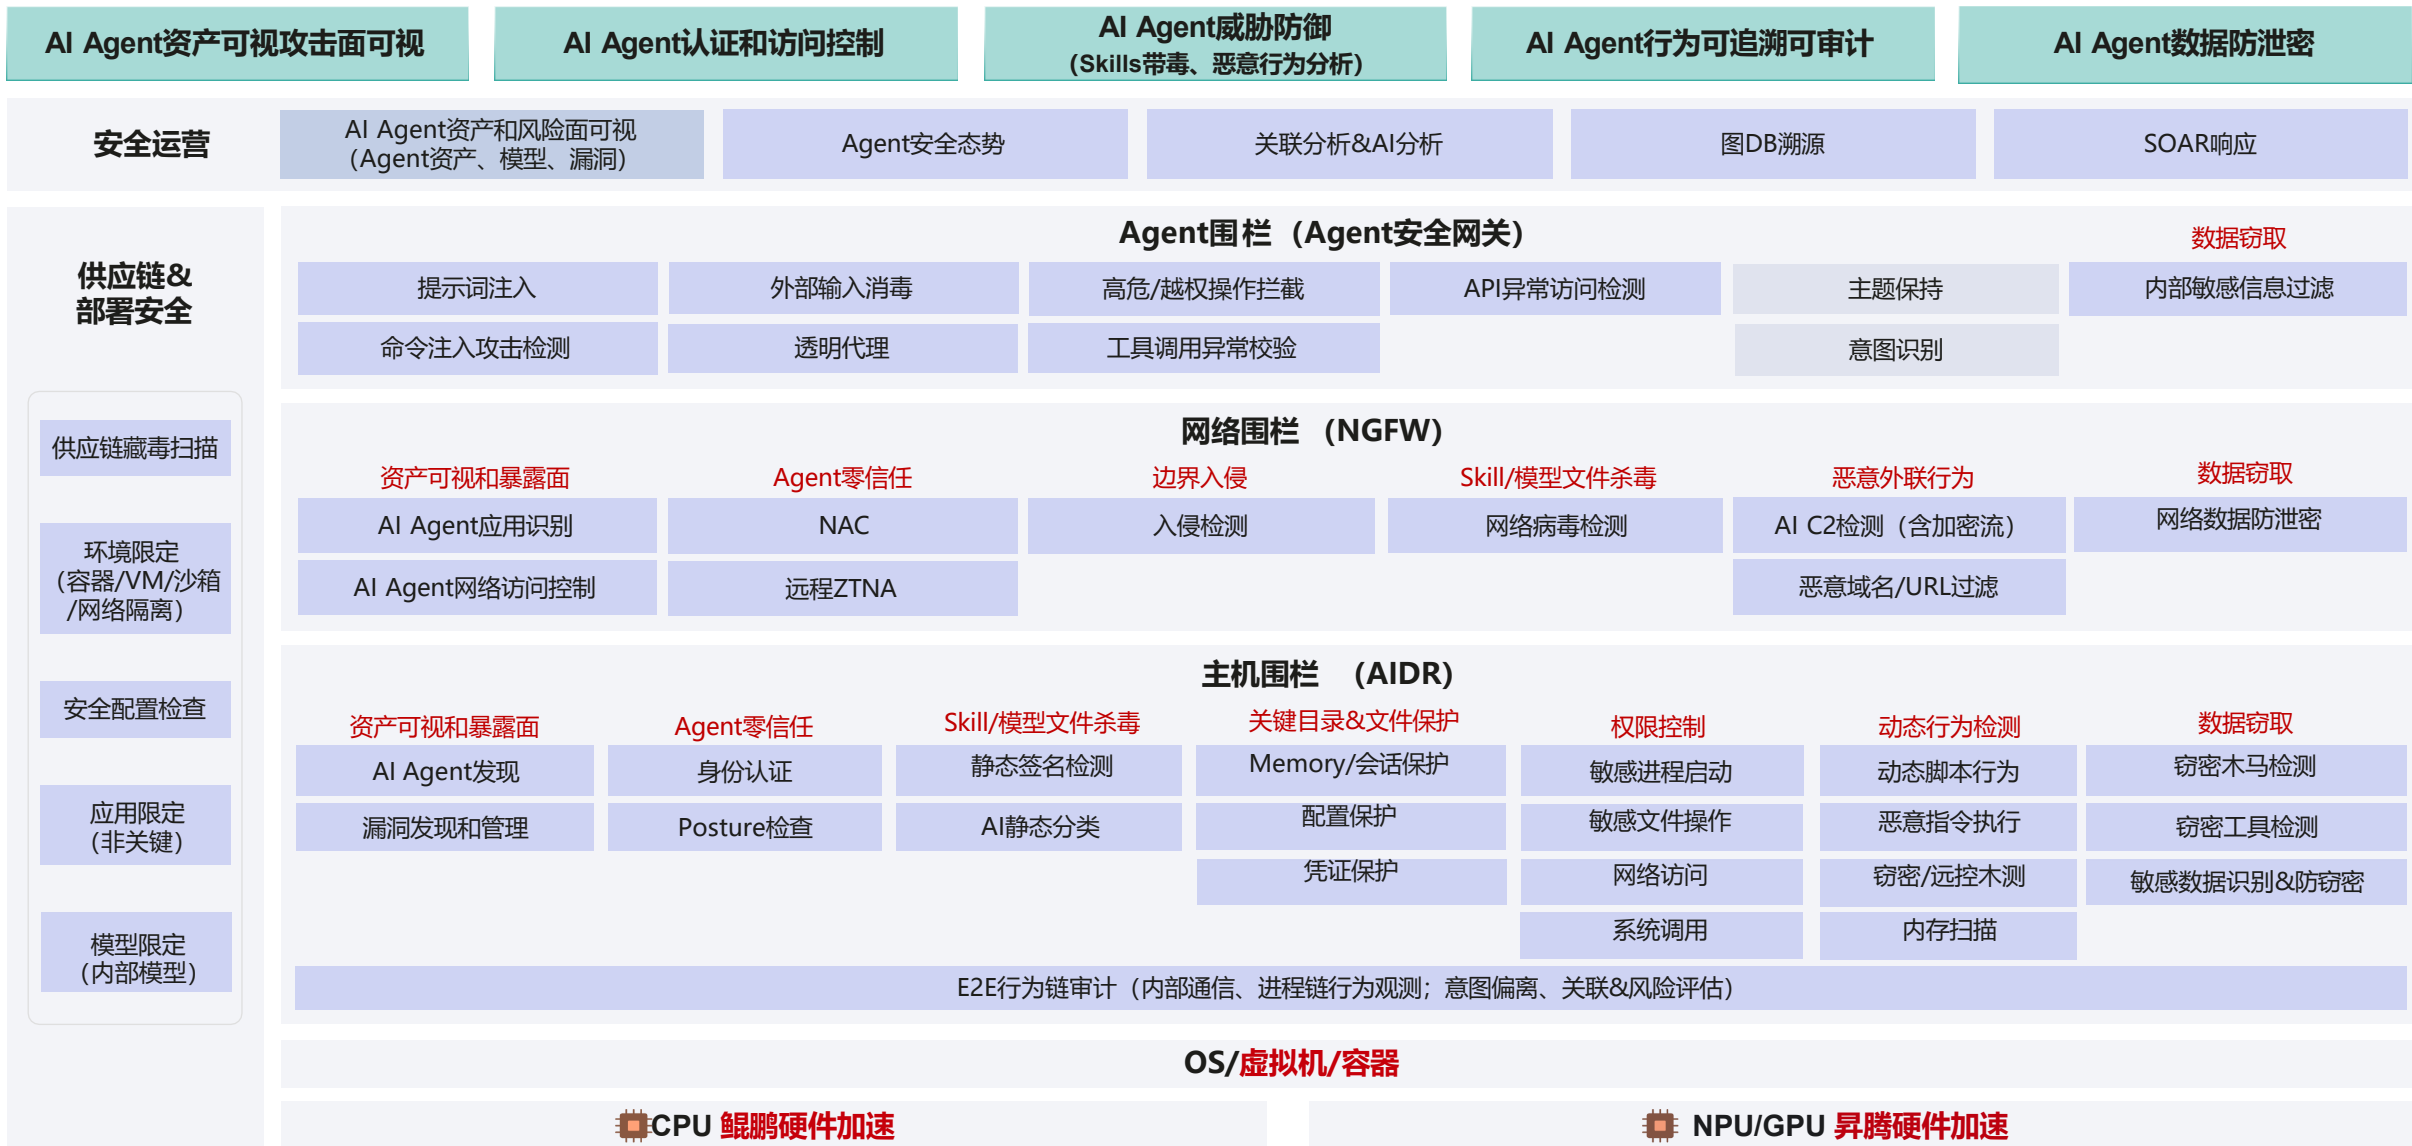 AI Agent资产可视攻击面可视
AI Agent认证和访问控制
AI Agent威胁防御
（Skills带毒、恶意行为分析）
AI Agent行为可追溯可审计
AI Agent数据防泄密
安全运营
AI Agent资产和风险面可视
（Agent资产、模型、漏洞）
Agent安全态势
关联分析&AI分析
图DB溯源
SOAR响应
供应链&
部署安全
供应链藏毒扫描
环境限定
（容器/VM/沙箱
/网络隔离）
安全配置检查
应用限定
（非关键）
模型限定
（内部模型）
Agent围栏（Agent安全网关）
数据窃取
提示词注入
外部输入消毒
高危/越权操作拦截
API异常访问检测
主题保持
内部敏感信息过滤
命令注入攻击检测
透明代理
工具调用异常校验
意图识别
网络围栏 （NGFW）
资产可视和暴露面
Agent零信任
边界入侵
Skill/模型文件杀毒
恶意外联行为
数据窃取
AI Agent应用识别
NAC
入侵检测
网络病毒检测
AI C2检测（含加密流）
网络数据防泄密
AI Agent网络访问控制
远程ZTNA
恶意域名/URL过滤
主机围栏 （AIDR）
资产可视和暴露面
Agent零信任
Skill/模型文件杀毒
关键目录&文件保护
权限控制
动态行为检测
数据窃取
AI Agent发现
身份认证
静态签名检测
Memory/会话保护
敏感进程启动
动态脚本行为
窃密木马检测
漏洞发现和管理
Posture检查
AI静态分类
配置保护
敏感文件操作
恶意指令执行
窃密工具检测
凭证保护
网络访问
窃密/远控木测
敏感数据识别&防窃密
系统调用
内存扫描
E2E行为链审计（内部通信、进程链行为观测；意图偏离、关联&风险评估）
OS/虚拟机/容器
CPU 鲲鹏硬件加速
NPU/GPU 昇腾硬件加速